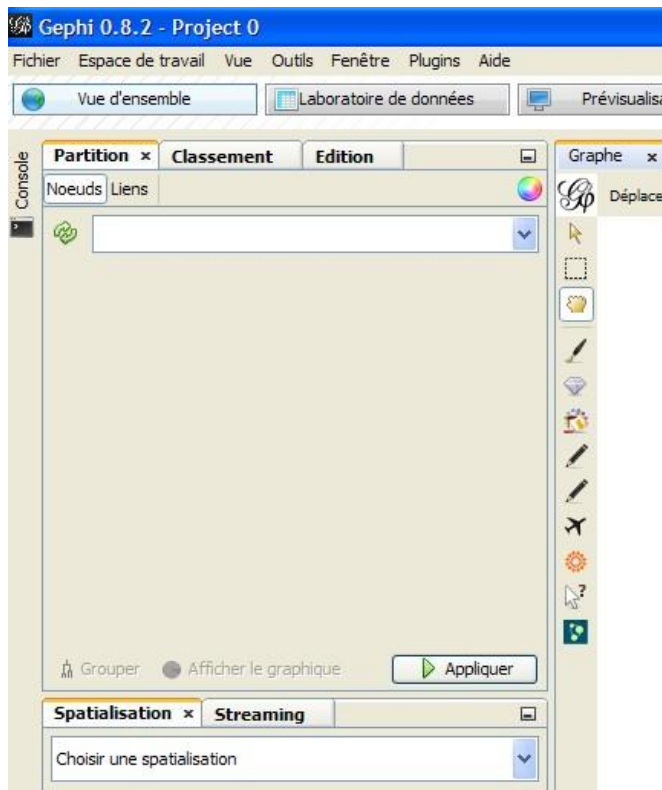 Gephi 0.8.2 - Project 0
Fichier Espace de travail Vue Outils Fenêtre Plugins Aide
Vue d'ensemble Laboratoire de données Prévisualisa
Console
Partition × Classement Edition
Noeuds Liens
Grouper Afficher le graphique Appliquer
Spatialisation × Streaming
Choisir une spatialisation
Graphe ×
Déplace